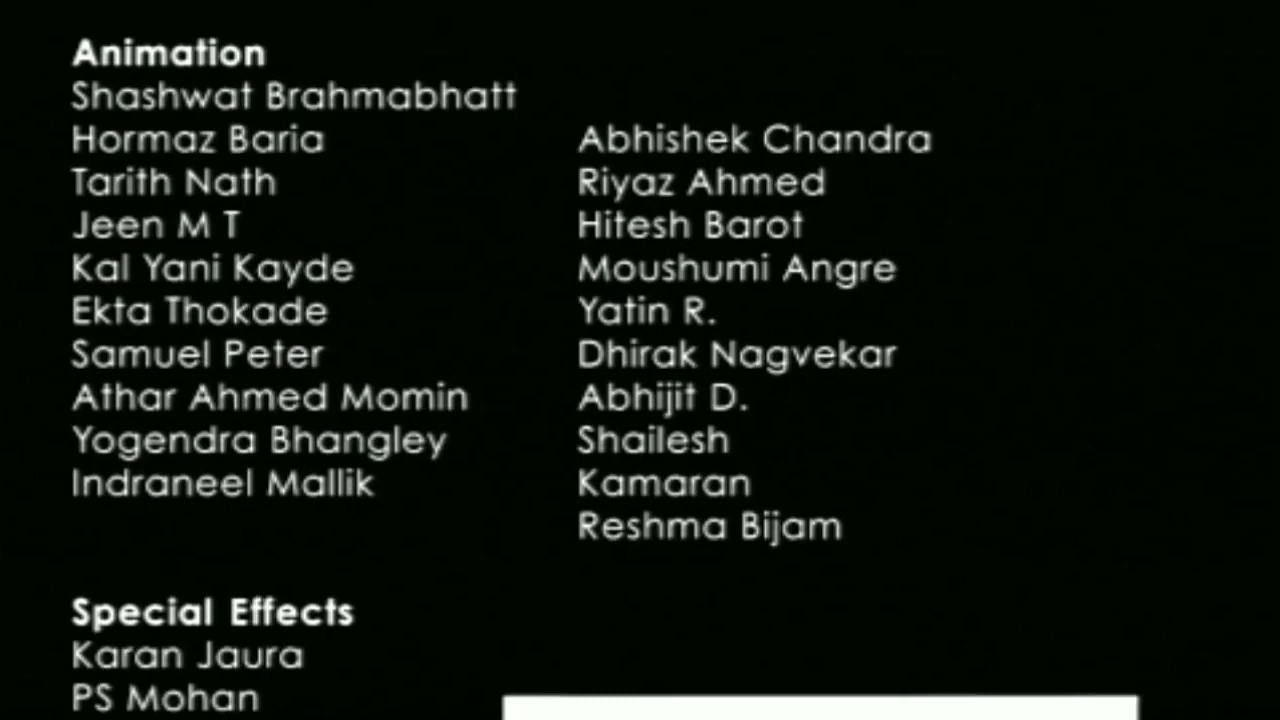 Animation
Shashwat Brahmabhatt
Hormaz Baria Abhishek Chandra
Tarith Nath Riyaz Ahmed
Jeen M T Hitesh Barot
Kal Yani Kayde Moushumi Angre
Ekta Thokade Yatin R.
Samuel Peter Dhirak Nagvekar
Athar Ahmed Momin Abhijit D.
Yogendra Bhangley Shailesh
Indraneel Mallik Kamaran
Reshma Bijam
Special Effects
Karan Jaura
PS Mohan